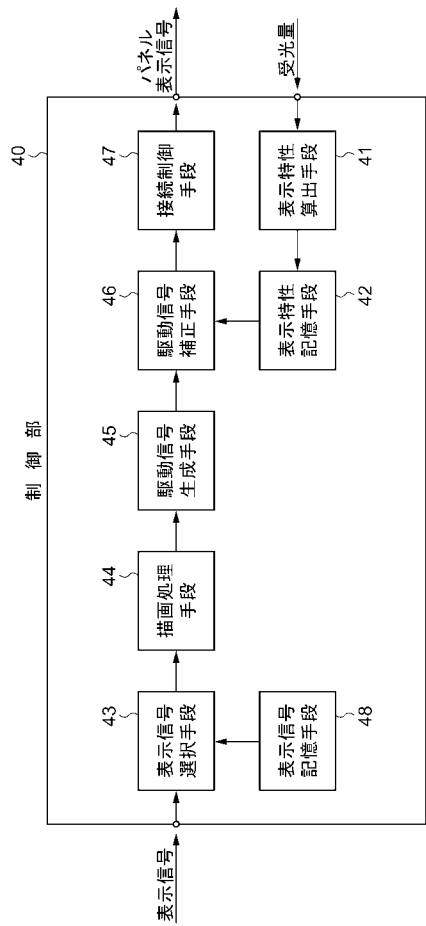 制御部
40
表示信号
43
表示信号
選択手段
44
描画処理
手段
45
駆動信号
生成手段
46
駆動信号
補正手段
47
接続制御
手段
パネル
表示信号
48
表示信号
記憶手段
42
表示特性
記憶手段
41
表示特性
算出手段
受光量